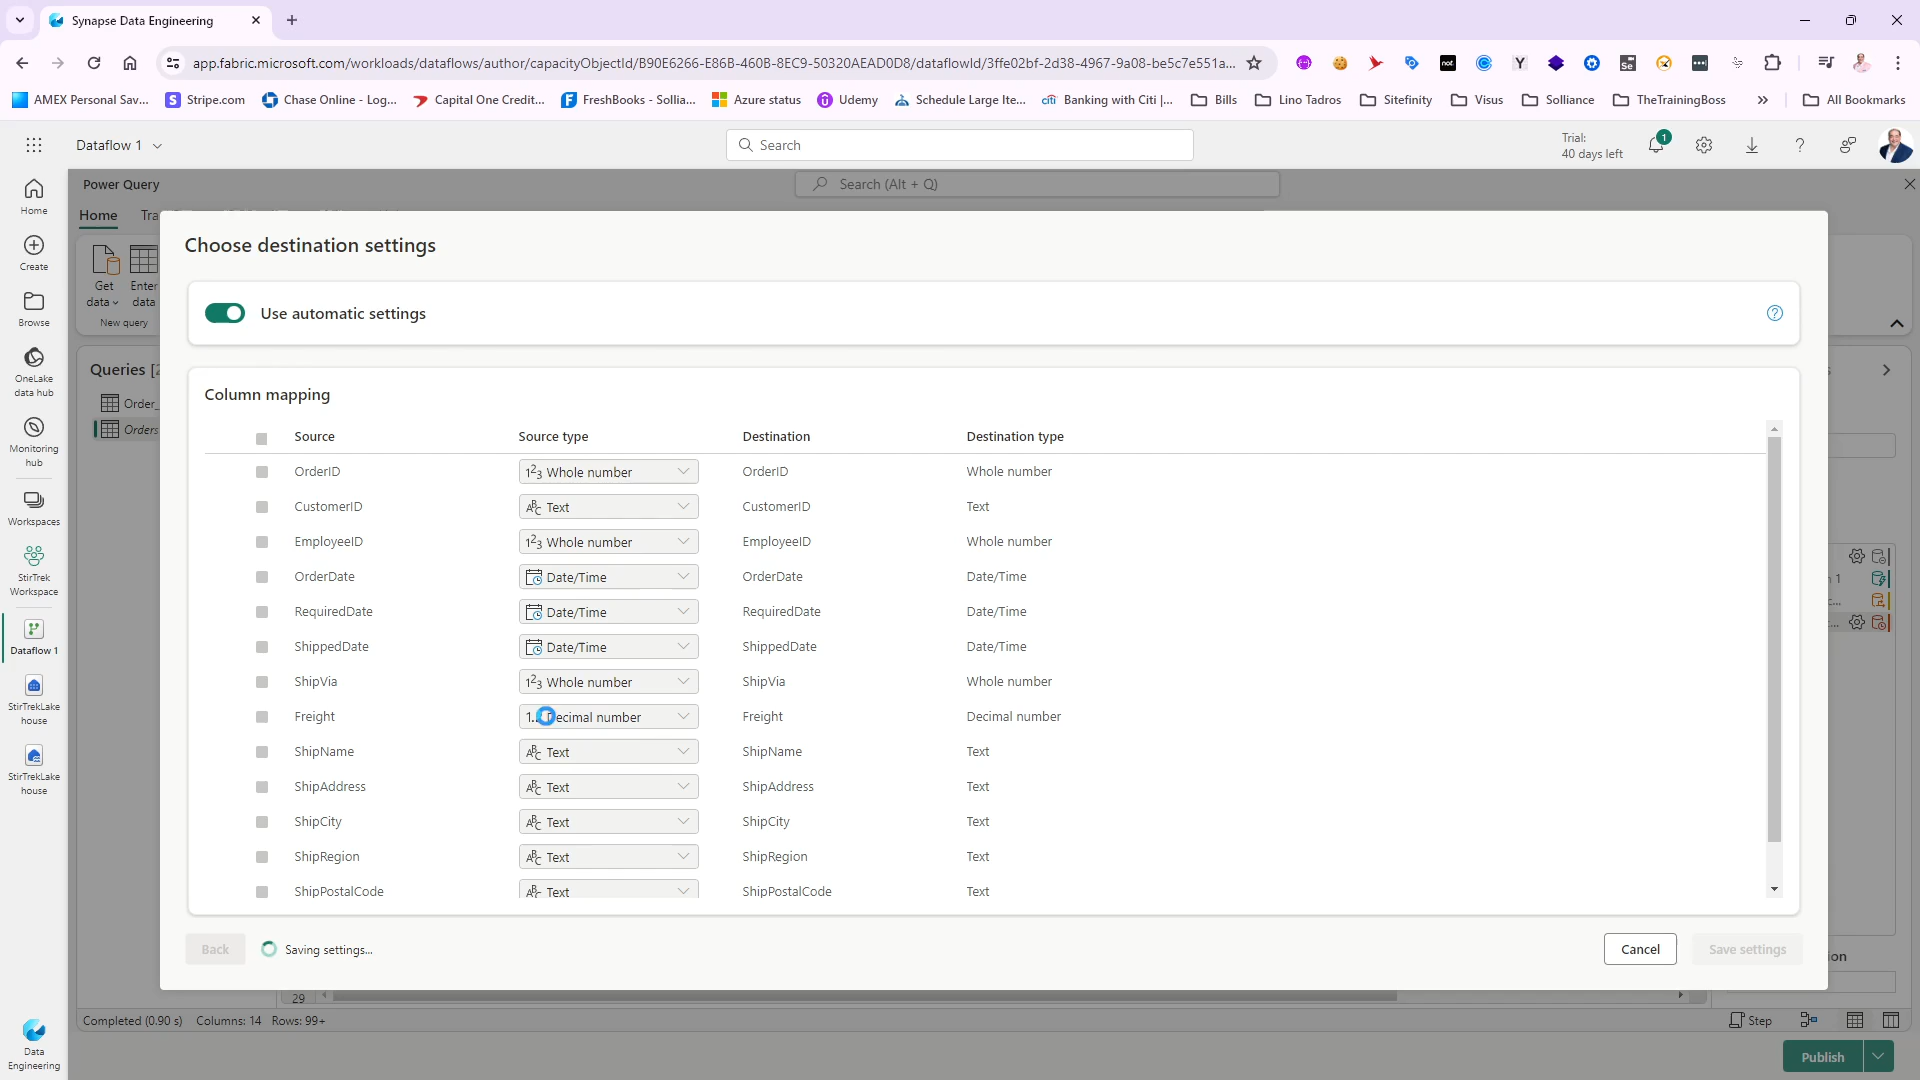 Synapse Data Engineering
app.fabric.microsoft.com/workloads/dataflows/author/capacityObjectId/B90E6266-E86B-460B-8EC9-50320AEAD0D8/dataflowId/3ffe02bf-2d38-4967-9a08-be5c7e551a...
AMEX Personal Sav... Stripe.com Chase Online - Log... Capital One Credit... FreshBooks - Sollia... Azure status Udemy Schedule Large Ite... Banking with Citi |... Bills Lino Tadros Sitefinity Visus Solliance TheTrainingBoss All Bookmarks
Dataflow 1
Search
Trial:
40 days left
1
Power Query
Search (Alt + Q)
Home
Create
Browse
OneLake
data hub
Monitoring
hub
Workspaces
StirTrek
Workspace
Dataflow 1
StirTrekLake
house
StirTrekLake
house
Data
Engineering
Home Tra
Get
data
Enter
data
New query
Queries [2
Order_
Orders
Choose destination settings
Use automatic settings
Column mapping
Source Source type Destination Destination type
OrderID Whole number OrderID Whole number
CustomerID Text CustomerID Text
EmployeeID Whole number EmployeeID Whole number
OrderDate Date/Time OrderDate Date/Time
RequiredDate Date/Time RequiredDate Date/Time
ShippedDate Date/Time ShippedDate Date/Time
ShipVia Whole number ShipVia Whole number
Freight Decimal number Freight Decimal number
ShipName Text ShipName Text
ShipAddress Text ShipAddress Text
ShipCity Text ShipCity Text
ShipRegion Text ShipRegion Text
ShipPostalCode Text ShipPostalCode Text
Back Saving settings... Cancel Save settings
29
Completed (0.90 s) Columns: 14 Rows: 99+
Step
Publish